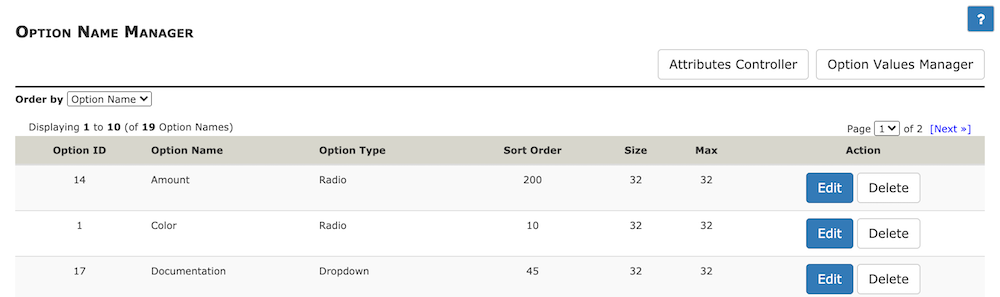 ?
Option Name Manager
Attributes Controller Option Values Manager
Order by Option Name
Displaying 1 to 10 (of 19 Option Names) Page 1 of 2 [Next »]
Option ID Option Name Option Type Sort Order Size Max Action
14 Amount Radio 200 32 32 Edit Delete
1 Color Radio 10 32 32 Edit Delete
17 Documentation Dropdown 45 32 32 Edit Delete